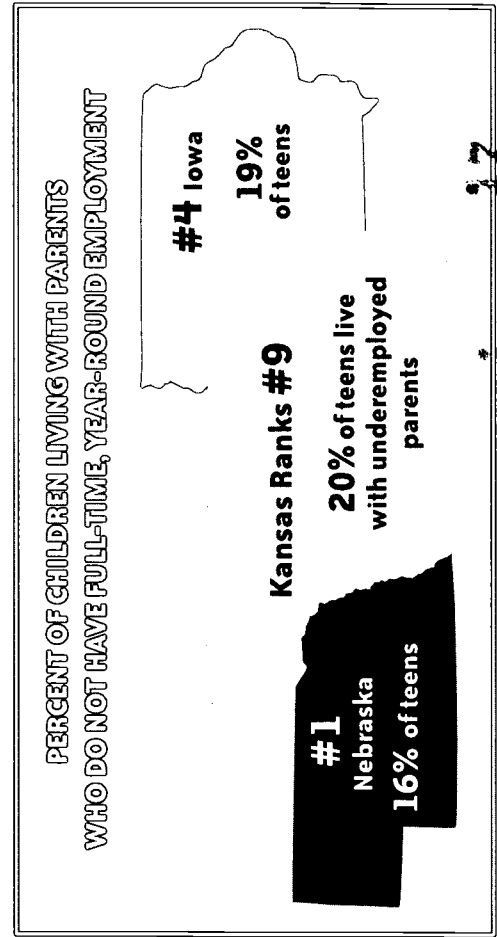 PERCENT OF CHILDREN LIVING WITH PARENTS
WHO DO NOT HAVE FULL-TIME, YEAR-ROUND EMPLOYMENT
#1
Nebraska
16% of teens
Kansas Ranks #9
20% of teens live
with underemployed
parents
#4 Iowa
19%
of teens